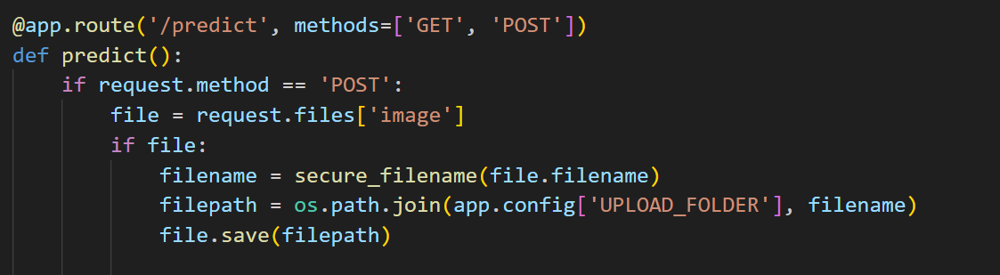 @app.route('/predict', methods=['GET', 'POST'])
def predict():
    if request.method == 'POST':
        file = request.files['image']
        if file:
            filename = secure_filename(file.filename)
            filepath = os.path.join(app.config['UPLOAD_FOLDER'], filename)
            file.save(filepath)